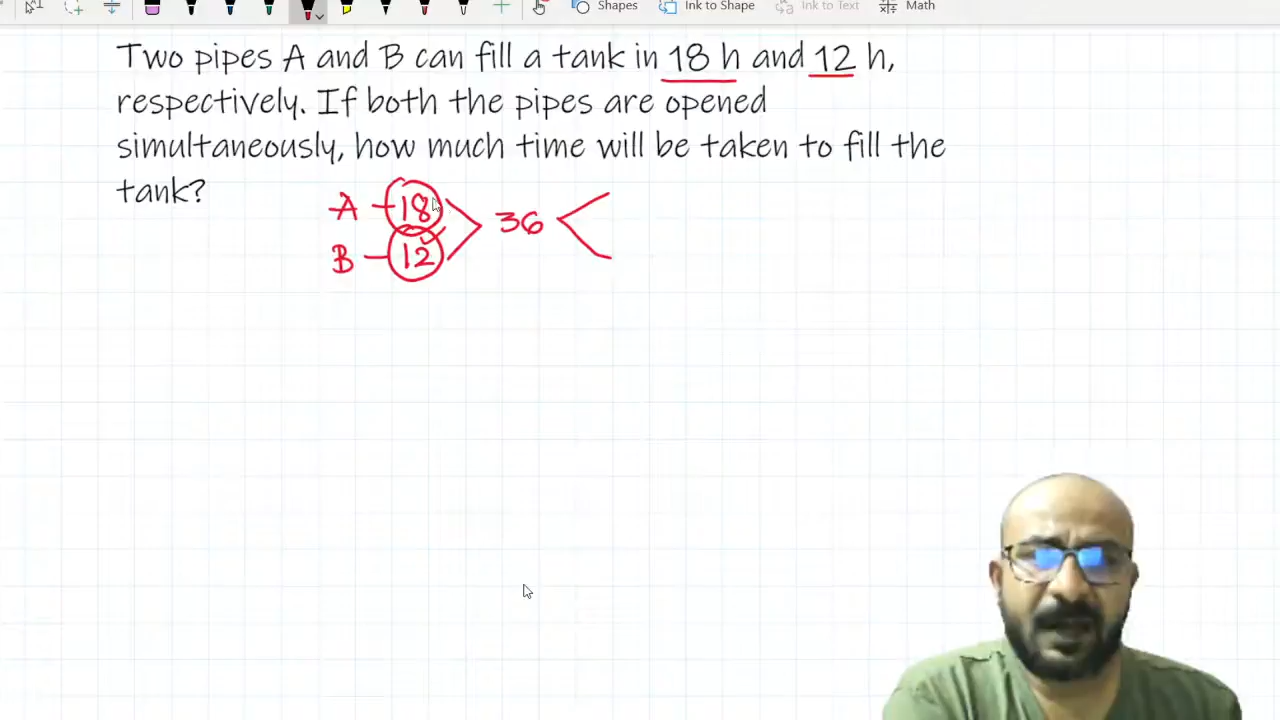 Shapes Ink to Shape Ink to Text Math
Two pipes A and B can fill a tank in 18 h and 12 h,
respectively. If both the pipes are opened
simultaneously, how much time will be taken to fill the
tank?
A - 18
36
B - 12